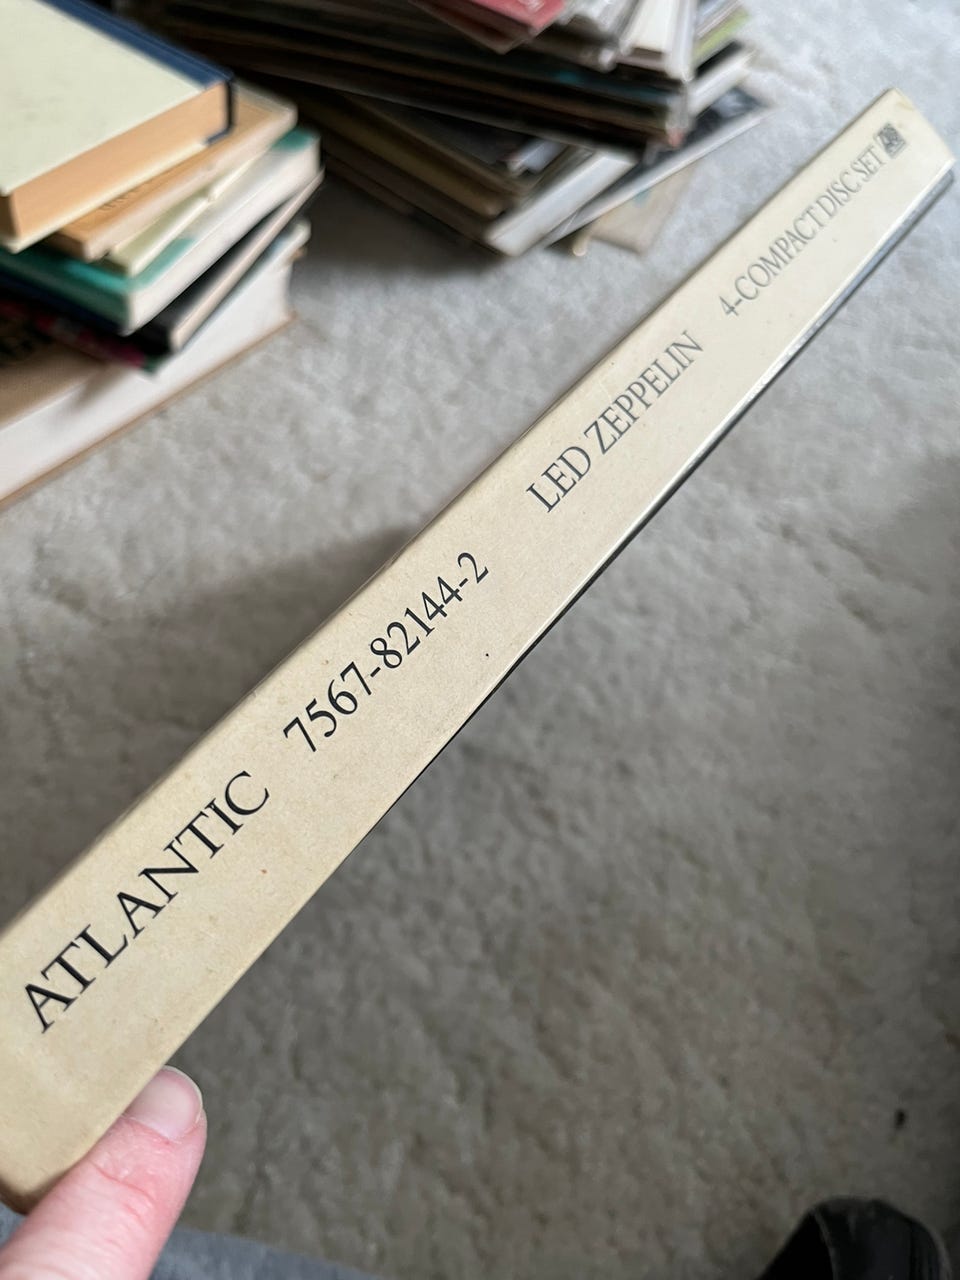 ATLANTIC 7567-82144-2 LED ZEPPELIN 4-COMPACT DISC SET